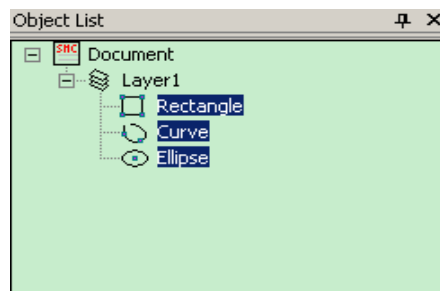 Object List
SMC Document
Layer1
Rectangle
Curve
Ellipse